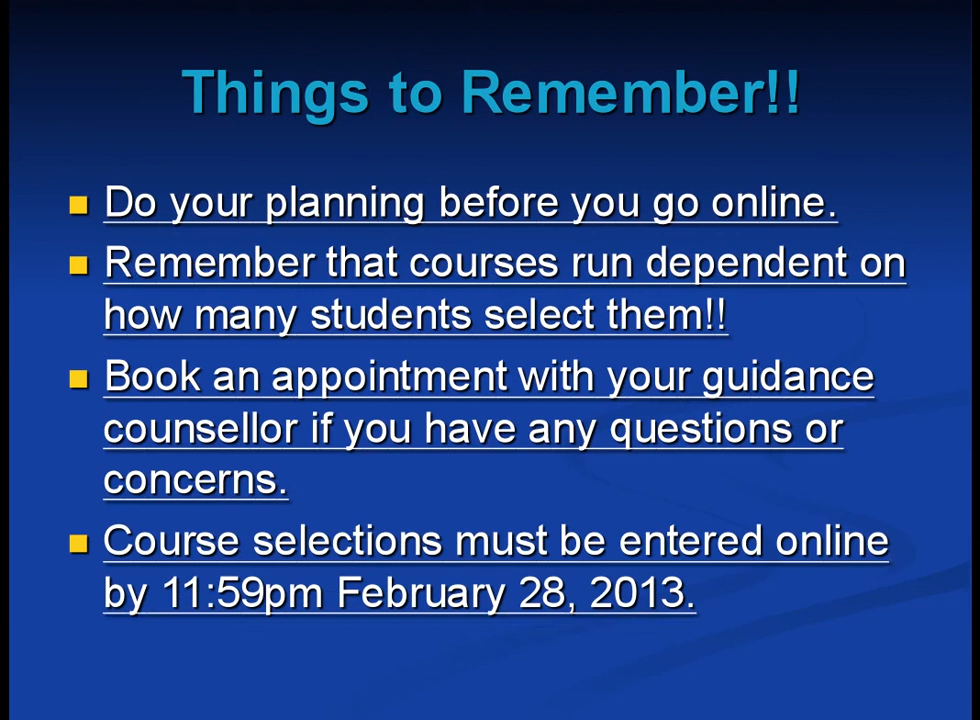 Things to Remember!!
Do your planning before you go online.
Remember that courses run dependent on
how many students select them!!
Book an appointment with your guidance
counsellor if you have any questions or
concerns.
Course selections must be entered online
by 11:59pm February 28, 2013.